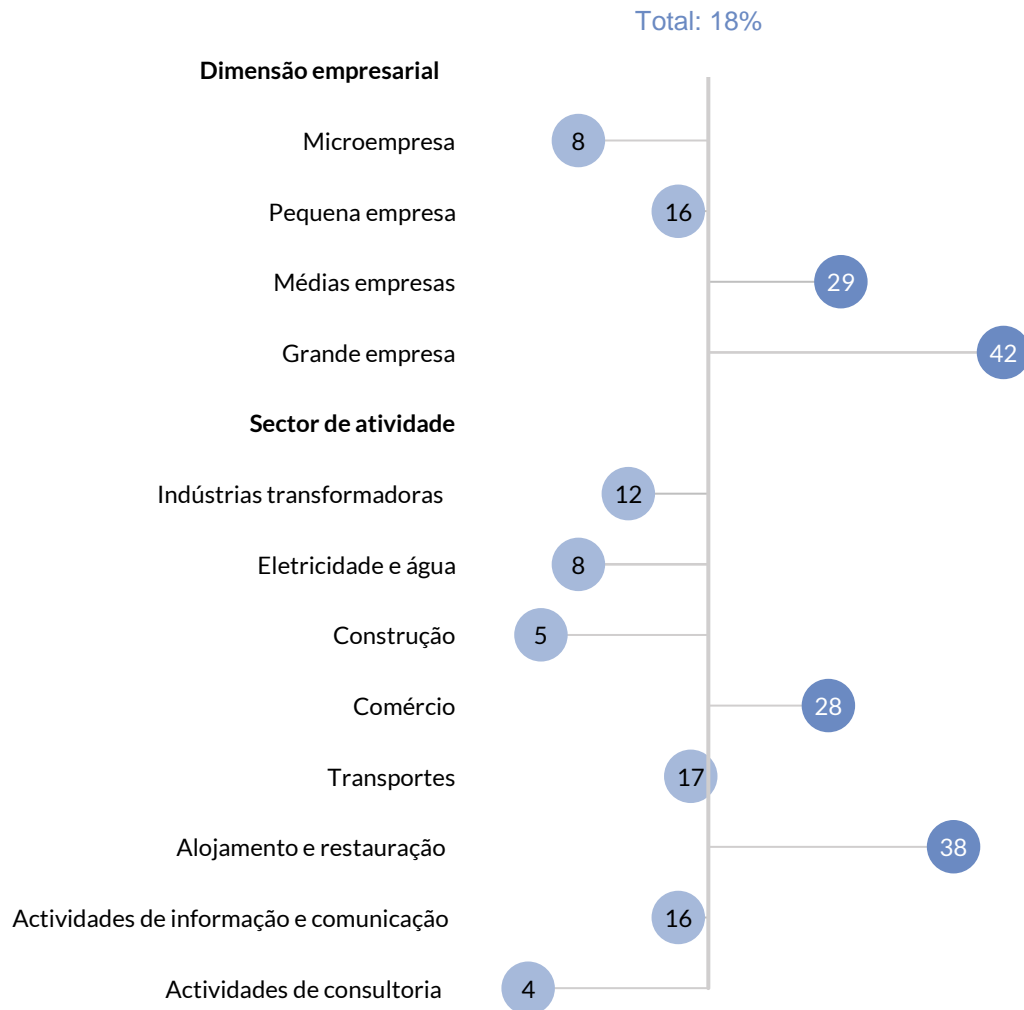 Total: 18%
Dimensão empresarial
Microempresa 8
Pequena empresa 16
Médias empresas 29
Grande empresa 42
Sector de atividade
Indústrias transformadoras 12
Eletricidade e água 8
Construção 5
Comércio 28
Transportes 17
Alojamento e restauração 38
Actividades de informação e comunicação 16
Actividades de consultoria 4